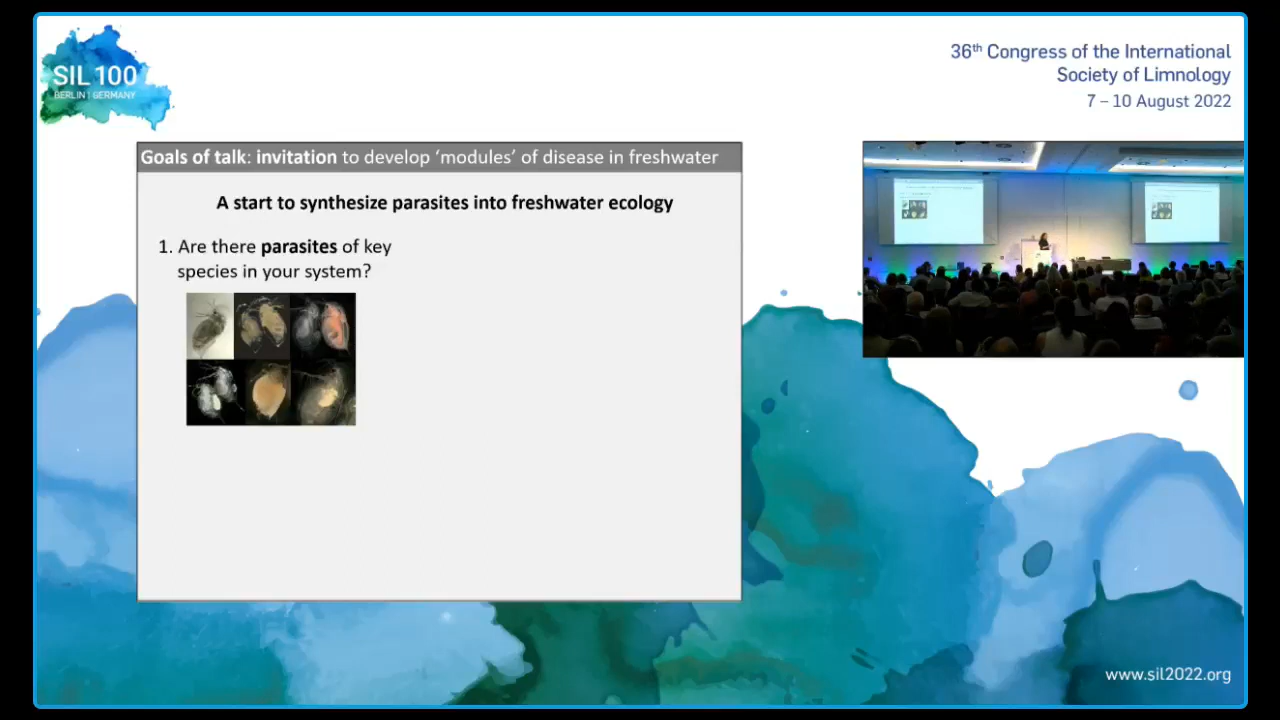 SIL 100
BERLIN | GERMANY
36th Congress of the International
Society of Limnology
7 – 10 August 2022
Goals of talk: invitation to develop ‘modules’ of disease in freshwater
A start to synthesize parasites into freshwater ecology
1. Are there parasites of key
species in your system?
www.sil2022.org